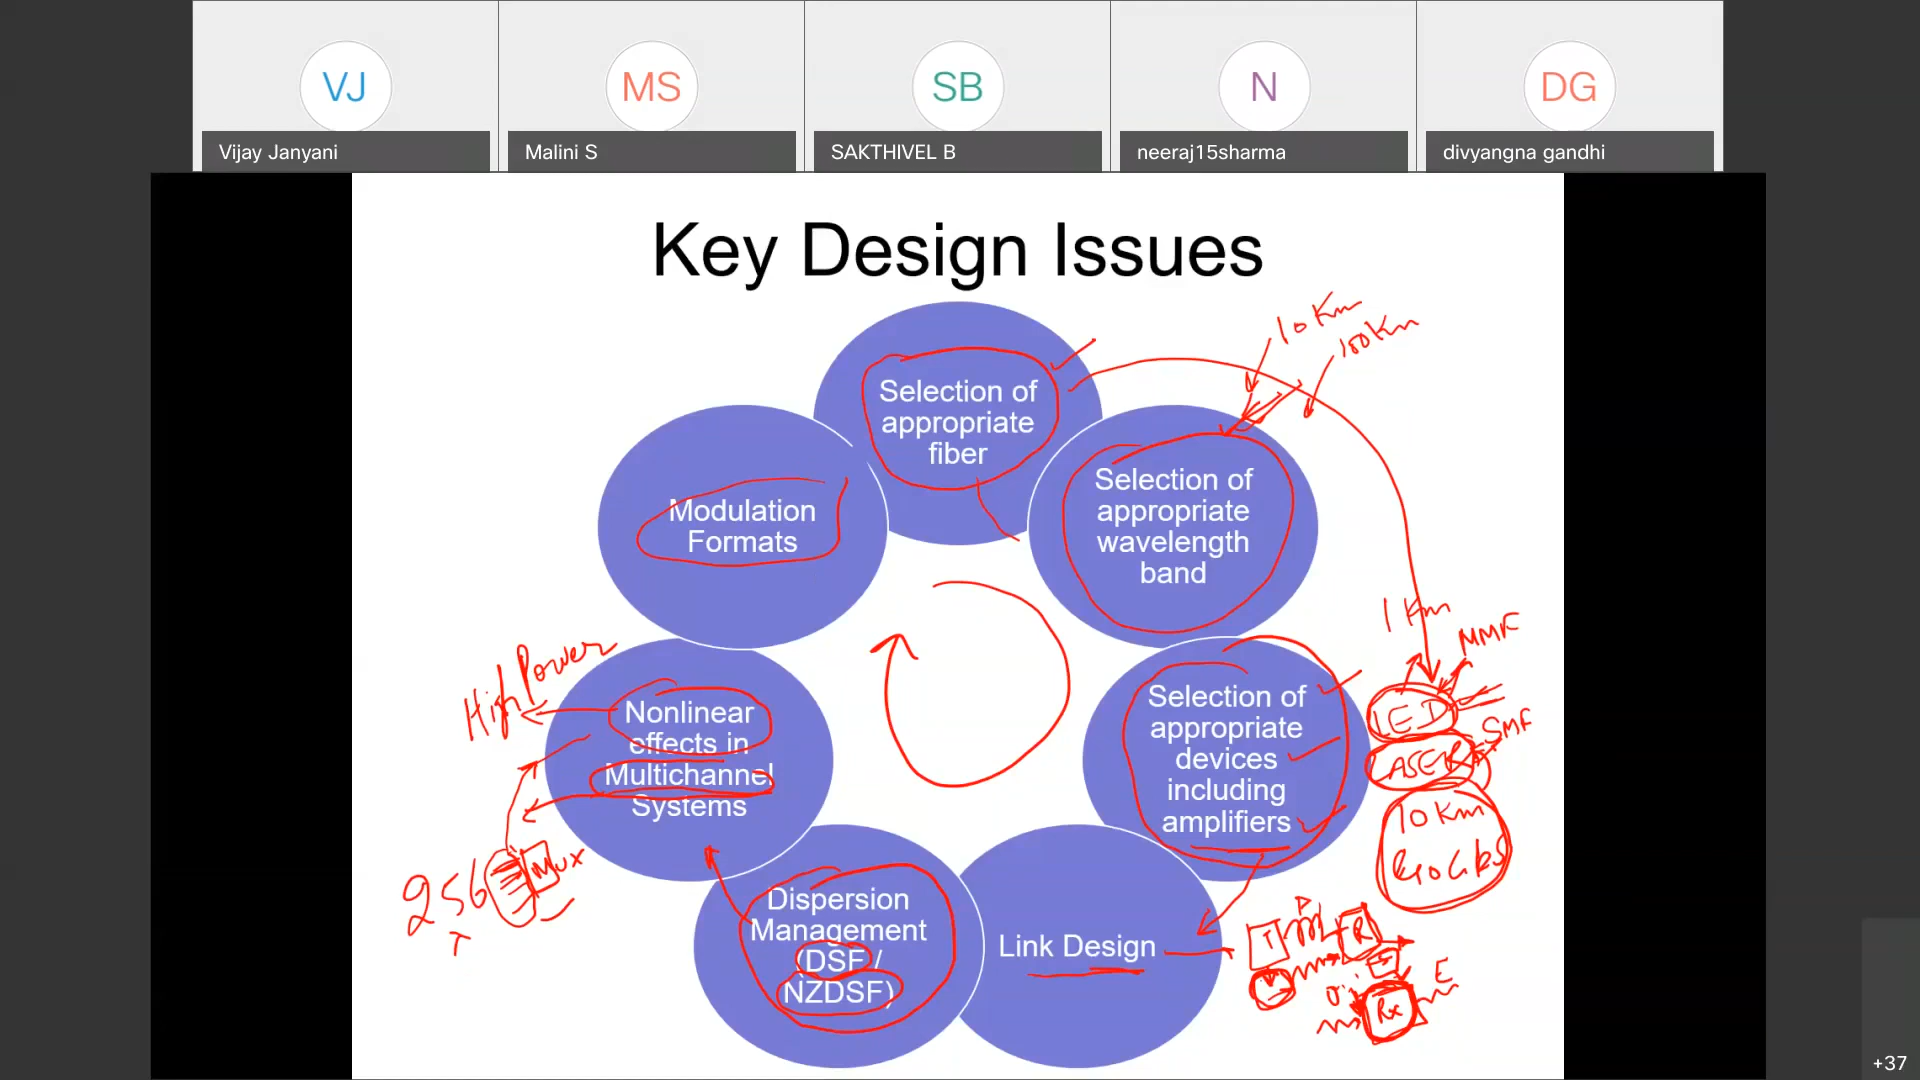 VJ
MS
SB
N
DG
Vijay Janyani
Malini S
SAKTHIVEL B
neeraj15sharma
divyangna gandhi
Key Design Issues
Selection of
appropriate
fiber
10 Km
100 Km
Selection of
appropriate
wavelength
band
Modulation
Formats
1 Km
MMF
LED
SMF
LASER
10 Km
Selection of
appropriate
devices
including
amplifiers
High Power
Nonlinear
effects in
Multichannel
Systems
256
Mux
Dispersion
Management
(DSF /
NZDSF)
Link Design
T
R
E
Rx
+37